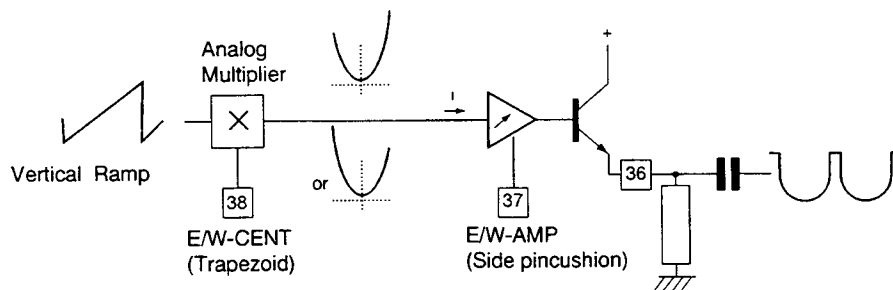 Analog
Multiplier
×
Vertical Ramp
38
E/W-CENT
(Trapezoid)
or
I
37
E/W-AMP
(Side pincushion)
+
36